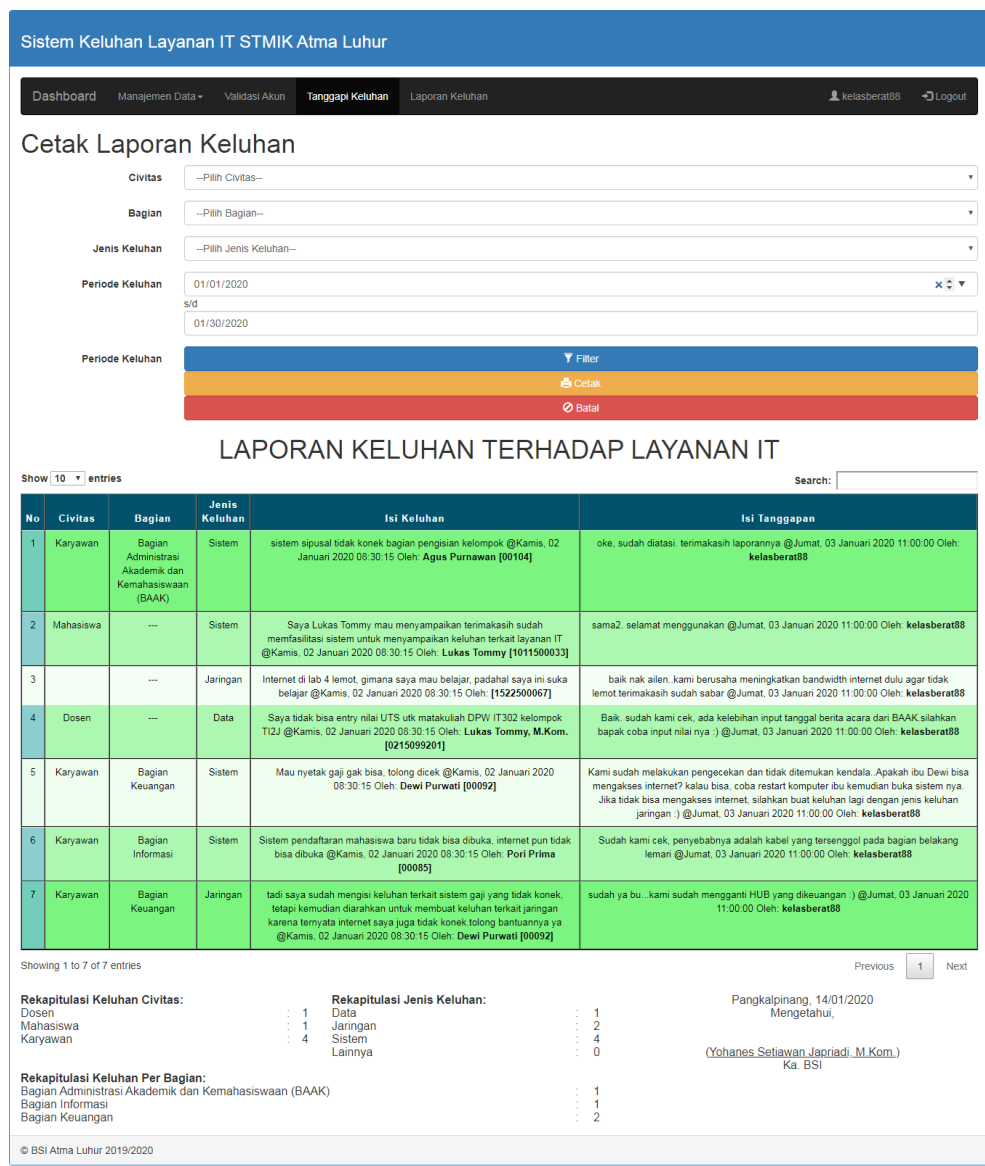 Sistem Keluhan Layanan IT STMIK Atma Luhur
Dashboard Manajemen Data Validasi Akun Tanggapi Keluhan Laporan Keluhan kelasberat88 Logout
Cetak Laporan Keluhan
Civitas --Pilih Civitas--
Bagian --Pilih Bagian--
Jenis Keluhan --Pilih Jenis Keluhan--
Periode Keluhan 01/01/2020
s/d
01/30/2020
Periode Keluhan Filter
Cetak
Batal
LAPORAN KELUHAN TERHADAP LAYANAN IT
Show 10 entries Search:
No Civitas Bagian Jenis Keluhan Isi Keluhan Isi Tanggapan
1 Karyawan Bagian Administrasi Akademik dan Kemahasiswaan (BAAK) Sistem
sistem sipusal tidak konek bagian pengisian kelompok @Kamis, 02
Januari 2020 08:30:15 Oleh: Agus Purnawan [00104]
oke, sudah diatasi. terimakasih laporannya @Jumat, 03 Januari 2020 11:00:00 Oleh:
kelasberat88
2 Mahasiswa --- Sistem
Saya Lukas Tommy mau menyampaikan terimakasih sudah
memfasilitasi sistem untuk menyampaikan keluhan terkait layanan IT
@Kamis, 02 Januari 2020 08:30:15 Oleh: Lukas Tommy [1011500033]
sama2. selamat menggunakan @Jumat, 03 Januari 2020 11:00:00 Oleh: kelasberat88
3 --- Jaringan
Internet di lab 4 lemot, gimana saya mau belajar, padahal saya ini suka
belajar @Kamis, 02 Januari 2020 08:30:15 Oleh: [1522500067]
baik nak ailen..kami berusaha meningkatkan bandwidth internet dulu agar tidak
lemot.terimakasih sudah sabar @Jumat, 03 Januari 2020 11:00:00 Oleh: kelasberat88
4 Dosen --- Data
Saya tidak bisa entry nilai UTS utk matakuliah DPW IT302 kelompok
TI2J @Kamis, 02 Januari 2020 08:30:15 Oleh: Lukas Tommy, M.Kom.
[0215099201]
Baik. sudah kami cek, ada kelebihan input tanggal berita acara dari BAAK.silahkan
bapak coba input nilai nya :) @Jumat, 03 Januari 2020 11:00:00 Oleh: kelasberat88
5 Karyawan Bagian Keuangan Sistem
Mau nyetak gaji gak bisa, tolong dicek @Kamis, 02 Januari 2020
08:30:15 Oleh: Dewi Purwati [00092]
Kami sudah melakukan pengecekan dan tidak ditemukan kendala..Apakah ibu Dewi bisa
mengakses internet? kalau bisa, coba restart komputer ibu kemudian buka sistem nya.
Jika tidak bisa mengakses internet, silahkan buat keluhan lagi dengan jenis keluhan
jaringan :) @Jumat, 03 Januari 2020 11:00:00 Oleh: kelasberat88
6 Karyawan Bagian Informasi Sistem
Sistem pendaftaran mahasiswa baru tidak bisa dibuka, internet pun tidak
bisa dibuka @Kamis, 02 Januari 2020 08:30:15 Oleh: Pori Prima
[00085]
Sudah kami cek, penyebabnya adalah kabel yang tersenggol pada bagian belakang
lemari @Jumat, 03 Januari 2020 11:00:00 Oleh: kelasberat88
7 Karyawan Bagian Keuangan Jaringan
tadi saya sudah mengisi keluhan terkait sistem gaji yang tidak konek,
tetapi kemudian diarahkan untuk membuat keluhan terkait jaringan
karena ternyata internet saya juga tidak konek.tolong bantuannya ya
@Kamis, 02 Januari 2020 08:30:15 Oleh: Dewi Purwati [00092]
sudah ya bu...kami sudah mengganti HUB yang dikeuangan :) @Jumat, 03 Januari 2020
11:00:00 Oleh: kelasberat88
Showing 1 to 7 of 7 entries Previous 1 Next
Rekapitulasi Keluhan Civitas:
Dosen : 1
Mahasiswa : 1
Karyawan : 4
Rekapitulasi Jenis Keluhan:
Data : 1
Jaringan : 2
Sistem : 4
Lainnya : 0
Pangkalpinang, 14/01/2020
Mengetahui,
(Yohanes Setiawan Japriadi, M.Kom.)
Ka. BSI
Rekapitulasi Keluhan Per Bagian:
Bagian Administrasi Akademik dan Kemahasiswaan (BAAK) : 1
Bagian Informasi : 1
Bagian Keuangan : 2
© BSI Atma Luhur 2019/2020